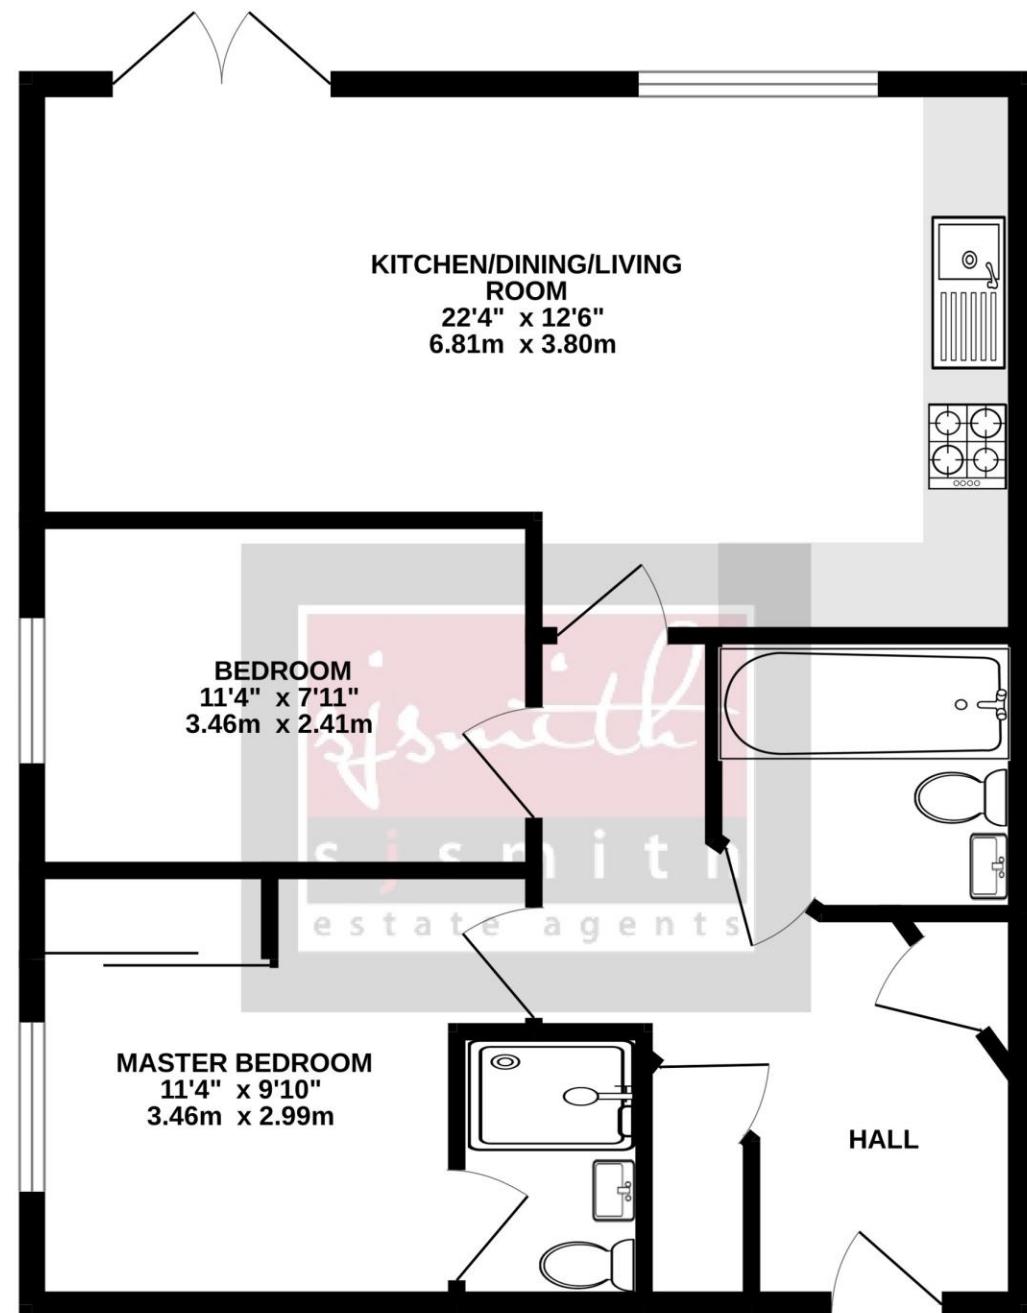 KITCHEN/DINING/LIVING
ROOM
22'4" x 12'6"
6.81m x 3.80m
BEDROOM
11'4" x 7'11"
3.46m x 2.41m
sjsmith
sjsmith
estate agents
MASTER BEDROOM
11'4" x 9'10"
3.46m x 2.99m
HALL